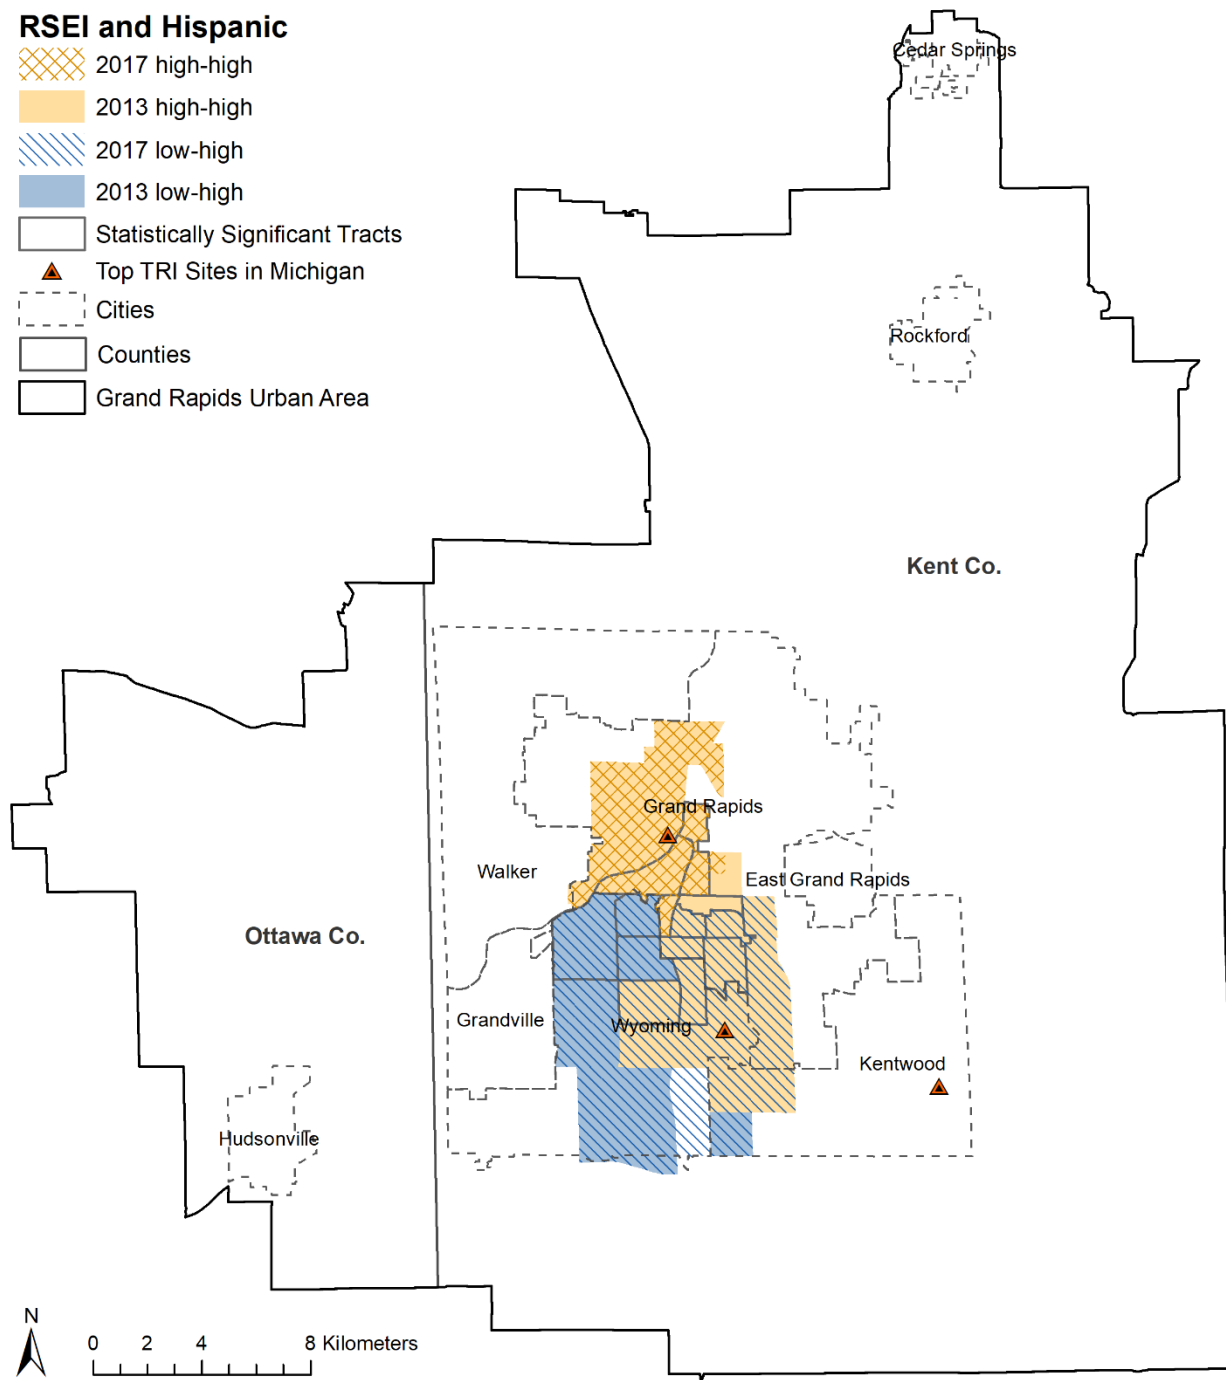 RSEI and Hispanic
2017 high-high
2013 high-high
2017 low-high
2013 low-high
Statistically Significant Tracts
Top TRI Sites in Michigan
Cities
Counties
Grand Rapids Urban Area
Cedar Springs
Rockford
Kent Co.
Grand Rapids
Walker
East Grand Rapids
Ottawa Co.
Grandville
Wyoming
Kentwood
Hudsonville
N
0 2 4 8 Kilometers